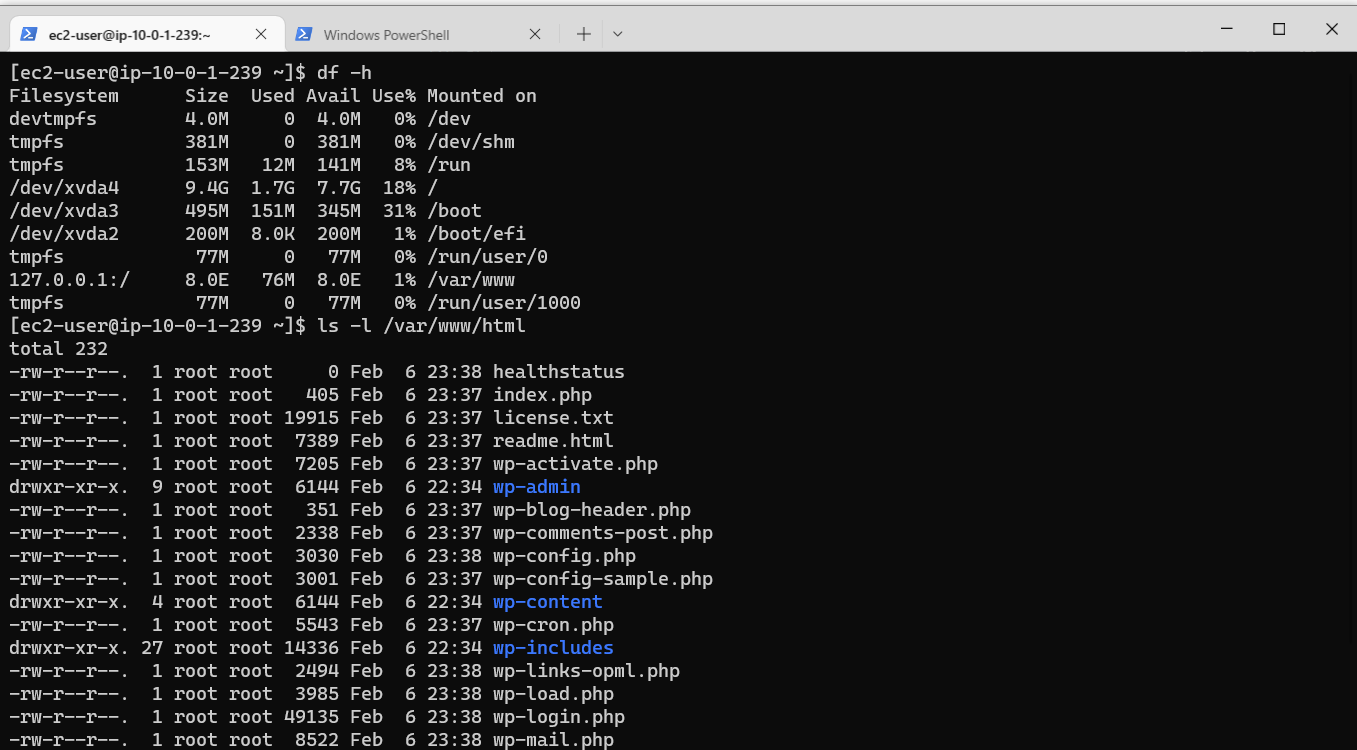 ec2-user@ip-10-0-1-239:~ Windows PowerShell
[ec2-user@ip-10-0-1-239 ~]$ df -h
Filesystem      Size  Used Avail Use% Mounted on
devtmpfs        4.0M     0  4.0M   0% /dev
tmpfs           381M     0  381M   0% /dev/shm
tmpfs           153M   12M  141M   8% /run
/dev/xvda4      9.4G  1.7G  7.7G  18% /
/dev/xvda3      495M  151M  345M  31% /boot
/dev/xvda2      200M  8.0K  200M   1% /boot/efi
tmpfs            77M     0   77M   0% /run/user/0
127.0.0.1:/     8.0E   76M  8.0E   1% /var/www
tmpfs            77M     0   77M   0% /run/user/1000
[ec2-user@ip-10-0-1-239 ~]$ ls -l /var/www/html
total 232
-rw-r--r--.  1 root root     0 Feb  6 23:38 healthstatus
-rw-r--r--.  1 root root   405 Feb  6 23:37 index.php
-rw-r--r--.  1 root root 19915 Feb  6 23:37 license.txt
-rw-r--r--.  1 root root  7389 Feb  6 23:37 readme.html
-rw-r--r--.  1 root root  7205 Feb  6 23:37 wp-activate.php
drwxr-xr-x.  9 root root  6144 Feb  6 22:34 wp-admin
-rw-r--r--.  1 root root   351 Feb  6 23:37 wp-blog-header.php
-rw-r--r--.  1 root root  2338 Feb  6 23:37 wp-comments-post.php
-rw-r--r--.  1 root root  3030 Feb  6 23:38 wp-config.php
-rw-r--r--.  1 root root  3001 Feb  6 23:37 wp-config-sample.php
drwxr-xr-x.  4 root root  6144 Feb  6 22:34 wp-content
-rw-r--r--.  1 root root  5543 Feb  6 23:37 wp-cron.php
drwxr-xr-x. 27 root root 14336 Feb  6 22:34 wp-includes
-rw-r--r--.  1 root root  2494 Feb  6 23:38 wp-links-opml.php
-rw-r--r--.  1 root root  3985 Feb  6 23:38 wp-load.php
-rw-r--r--.  1 root root 49135 Feb  6 23:38 wp-login.php
-rw-r--r--.  1 root root  8522 Feb  6 23:38 wp-mail.php